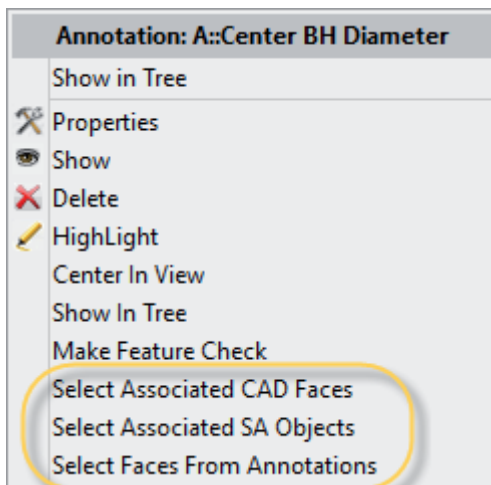 Annotation: A::Center BH Diameter
Show in Tree
Properties
Show
Delete
HighLight
Center In View
Show In Tree
Make Feature Check
Select Associated CAD Faces
Select Associated SA Objects
Select Faces From Annotations